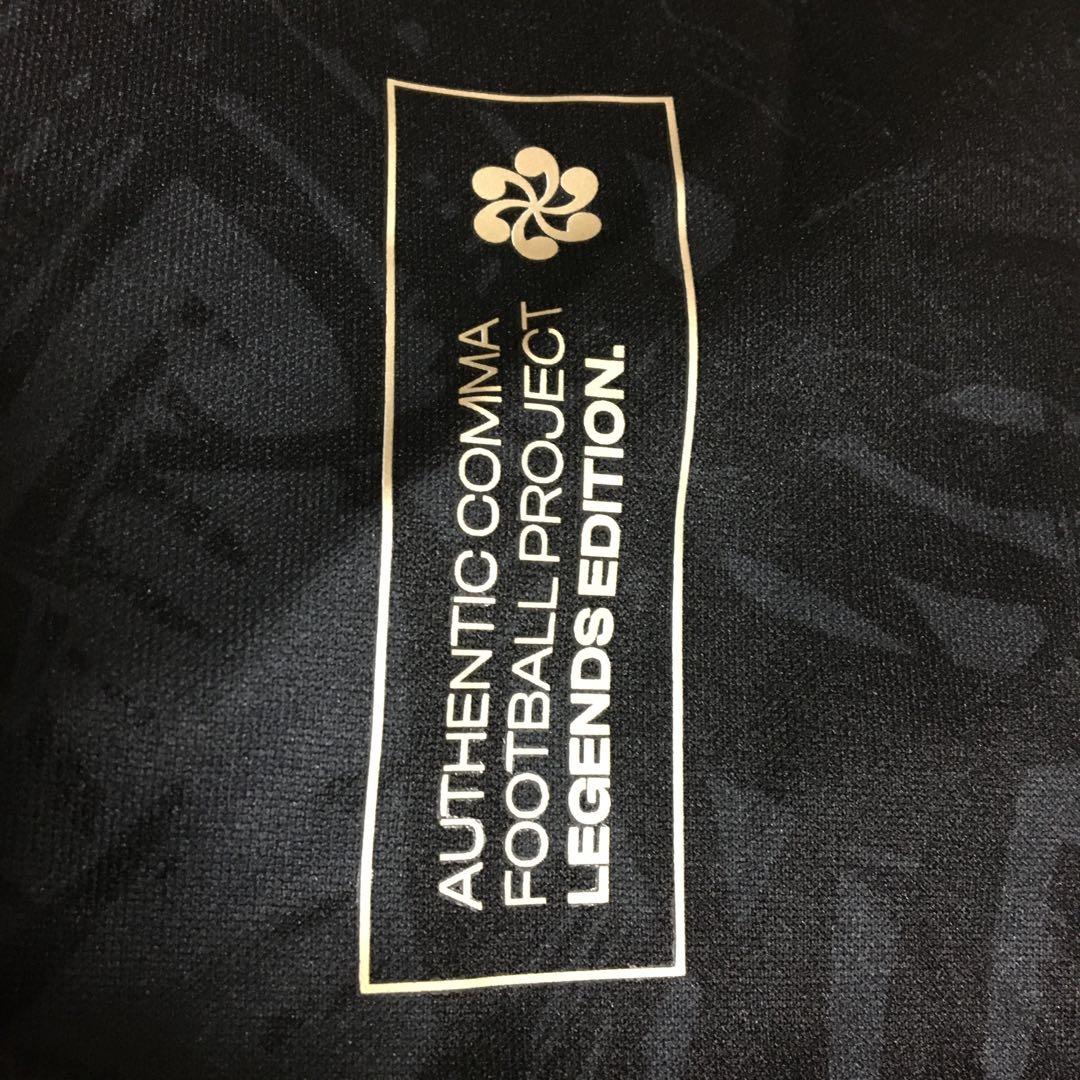 AUTHENTIC COMMA
FOOTBALL PROJECT
LEGENDS EDITION.